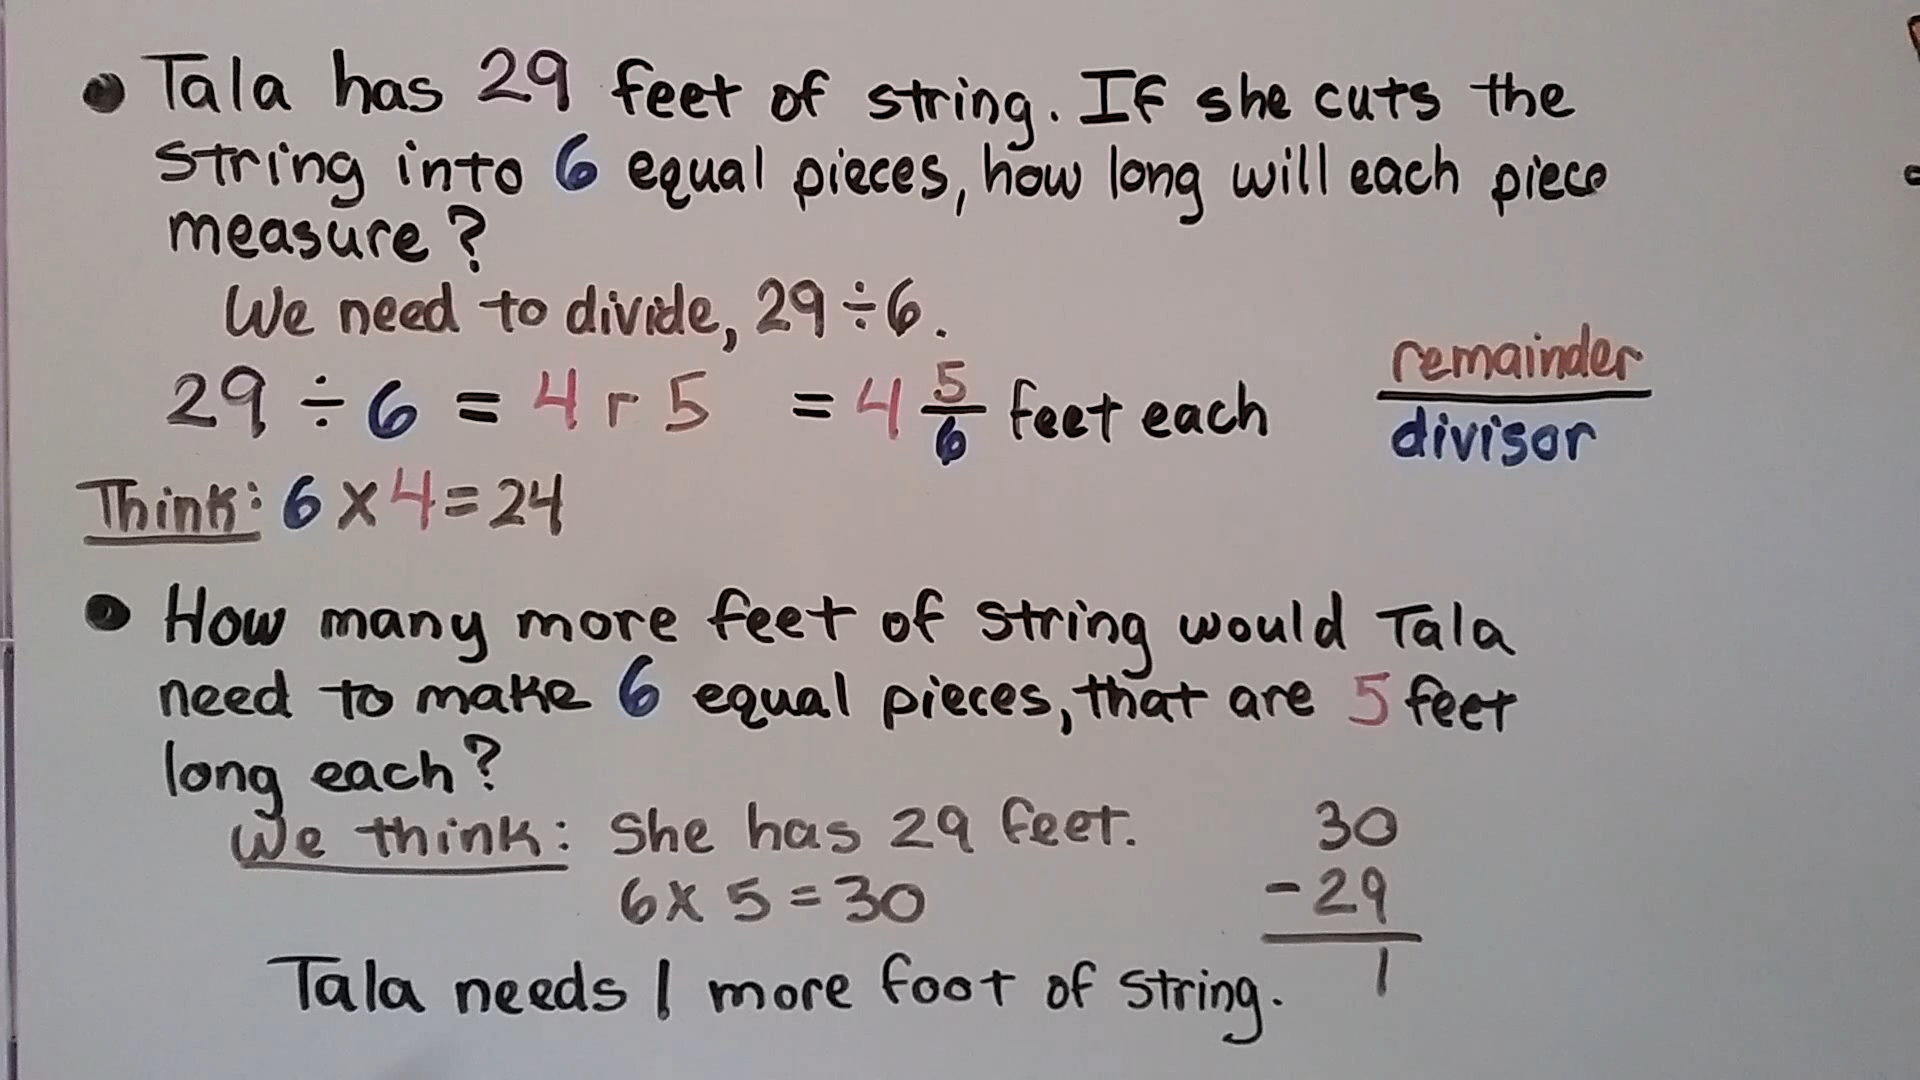 • Tala has 29 feet of string. If she cuts the
string into 6 equal pieces, how long will each piece
measure?
We need to divide, 29 ÷ 6.
29 ÷ 6 = 4 r 5 = 4 5/6 feet each
remainder
divisor
Think: 6 x 4 = 24
• How many more feet of string would Tala
need to make 6 equal pieces, that are 5 feet
long each?
We think: She has 29 feet.
6 x 5 = 30
30
- 29
1
Tala needs 1 more foot of string.